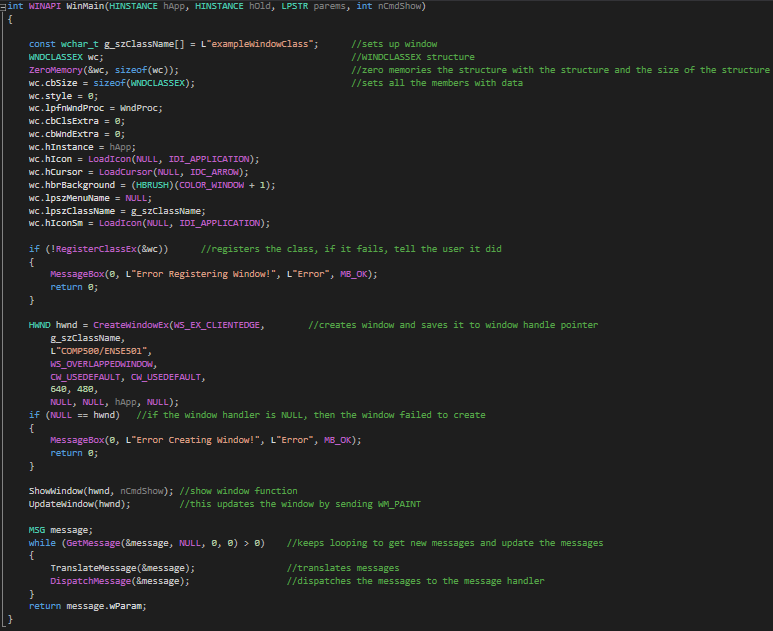 int WINAPI WinMain(HINSTANCE hApp, HINSTANCE hOld, LPSTR params, int nCmdShow)
{
const wchar_t g_szClassName[] = L"exampleWindowClass"; //sets up window
WNDCLASSEX wc; //WINDCLASSEX structure
ZeroMemory(&wc, sizeof(wc)); //zero memories the structure with the structure and the size of the structure
wc.cbSize = sizeof(WNDCLASSEX); //sets all the members with data
wc.style = 0;
wc.lpfnWndProc = WndProc;
wc.cbClsExtra = 0;
wc.cbWndExtra = 0;
wc.hInstance = hApp;
wc.hIcon = LoadIcon(NULL, IDI_APPLICATION);
wc.hCursor = LoadCursor(NULL, IDC_ARROW);
wc.hbrBackground = (HBRUSH)(COLOR_WINDOW + 1);
wc.lpszMenuName = NULL;
wc.lpszClassName = g_szClassName;
wc.hIconSm = LoadIcon(NULL, IDI_APPLICATION);
if (!RegisterClassEx(&wc)) //registers the class, if it fails, tell the user it did
{
MessageBox(0, L"Error Registering Window!", L"Error", MB_OK);
return 0;
}
HWND hwnd = CreateWindowEx(WS_EX_CLIENTEDGE, //creates window and saves it to window handle pointer
g_szClassName,
L"COMP500/ENSE501",
WS_OVERLAPPEDWINDOW,
CW_USEDEFAULT, CW_USEDEFAULT,
640, 480,
NULL, NULL, hApp, NULL);
if (NULL == hwnd) //if the window handler is NULL, then the window failed to create
{
MessageBox(0, L"Error Creating Window!", L"Error", MB_OK);
return 0;
}
ShowWindow(hwnd, nCmdShow); //show window function
UpdateWindow(hwnd); //this updates the window by sending WM_PAINT
MSG message;
while (GetMessage(&message, NULL, 0, 0) > 0) //keeps looping to get new messages and update the messages
{
TranslateMessage(&message); //translates messages
DispatchMessage(&message); //dispatches the messages to the message handler
}
return message.wParam;
}